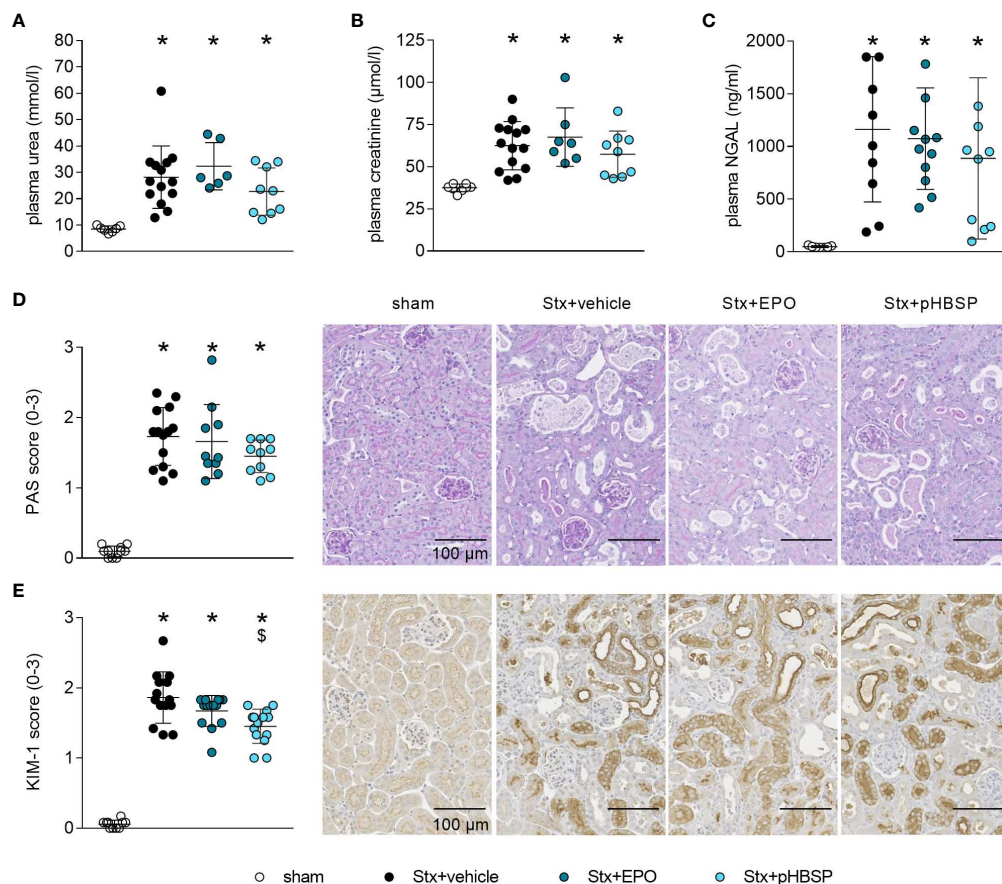 A
B
C
plasma urea (mmol/l)
80
70
60
50
40
30
20
10
0
* * *
plasma creatinine (µmol/l)
125
100
75
50
25
0
* * *
plasma NGAL (ng/ml)
2000
1500
1000
500
0
* * *
D
sham Stx+vehicle Stx+EPO Stx+pHBSP
PAS score (0-3)
3
2
1
0
* * *
100 µm
E
KIM-1 score (0-3)
3
2
1
0
* * *
$
100 µm
sham Stx+vehicle Stx+EPO Stx+pHBSP